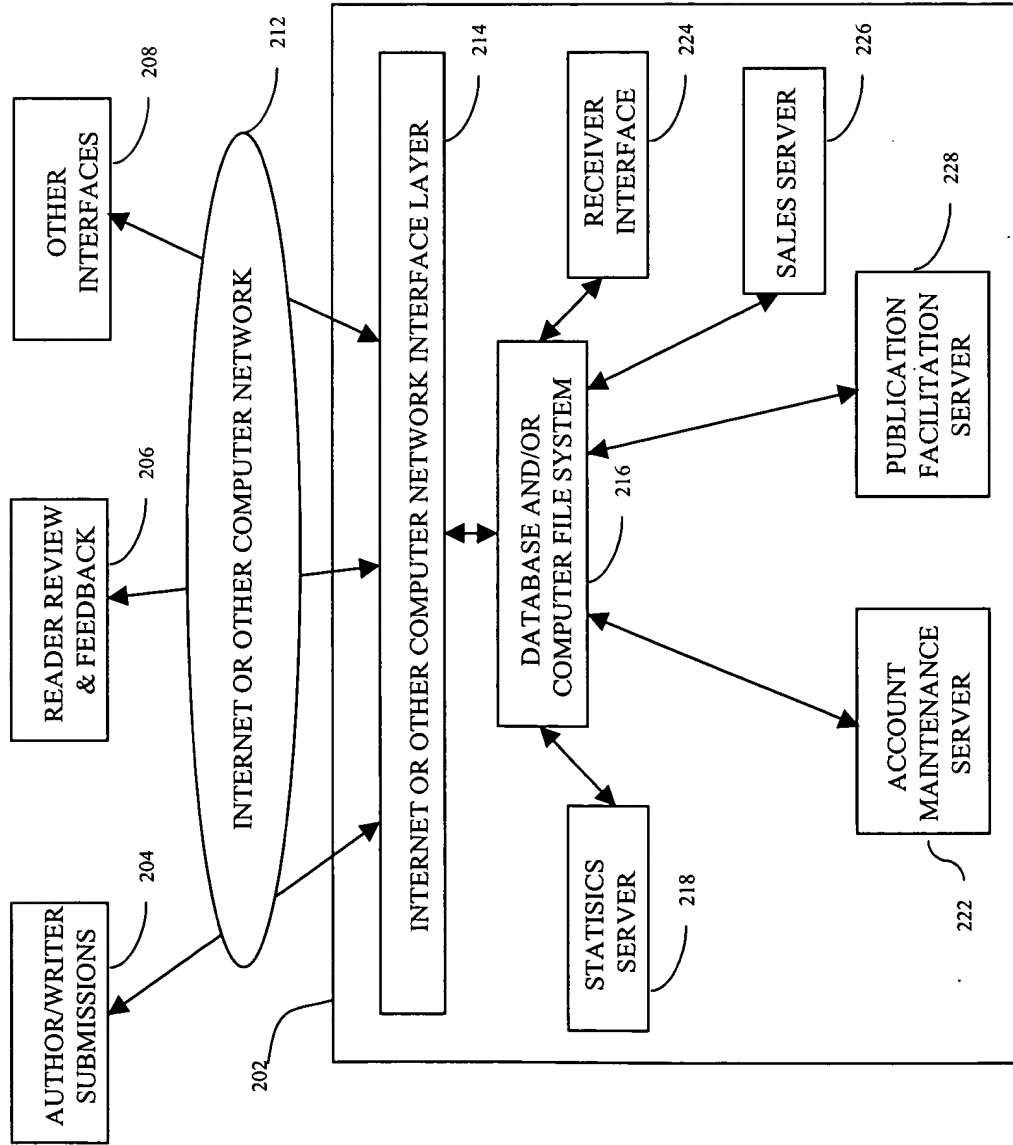 AUTHOR/WRITER
SUBMISSIONS
204
READER REVIEW
& FEEDBACK
206
OTHER
INTERFACES
208
INTERNET OR OTHER COMPUTER NETWORK
212
202
INTERNET OR OTHER COMPUTER NETWORK INTERFACE LAYER
214
DATABASE AND/OR
COMPUTER FILE SYSTEM
216
STATISICS
SERVER
218
RECEIVER
INTERFACE
224
SALES SERVER
226
ACCOUNT
MAINTENANCE
SERVER
222
PUBLICATION
FACILITATION
SERVER
228